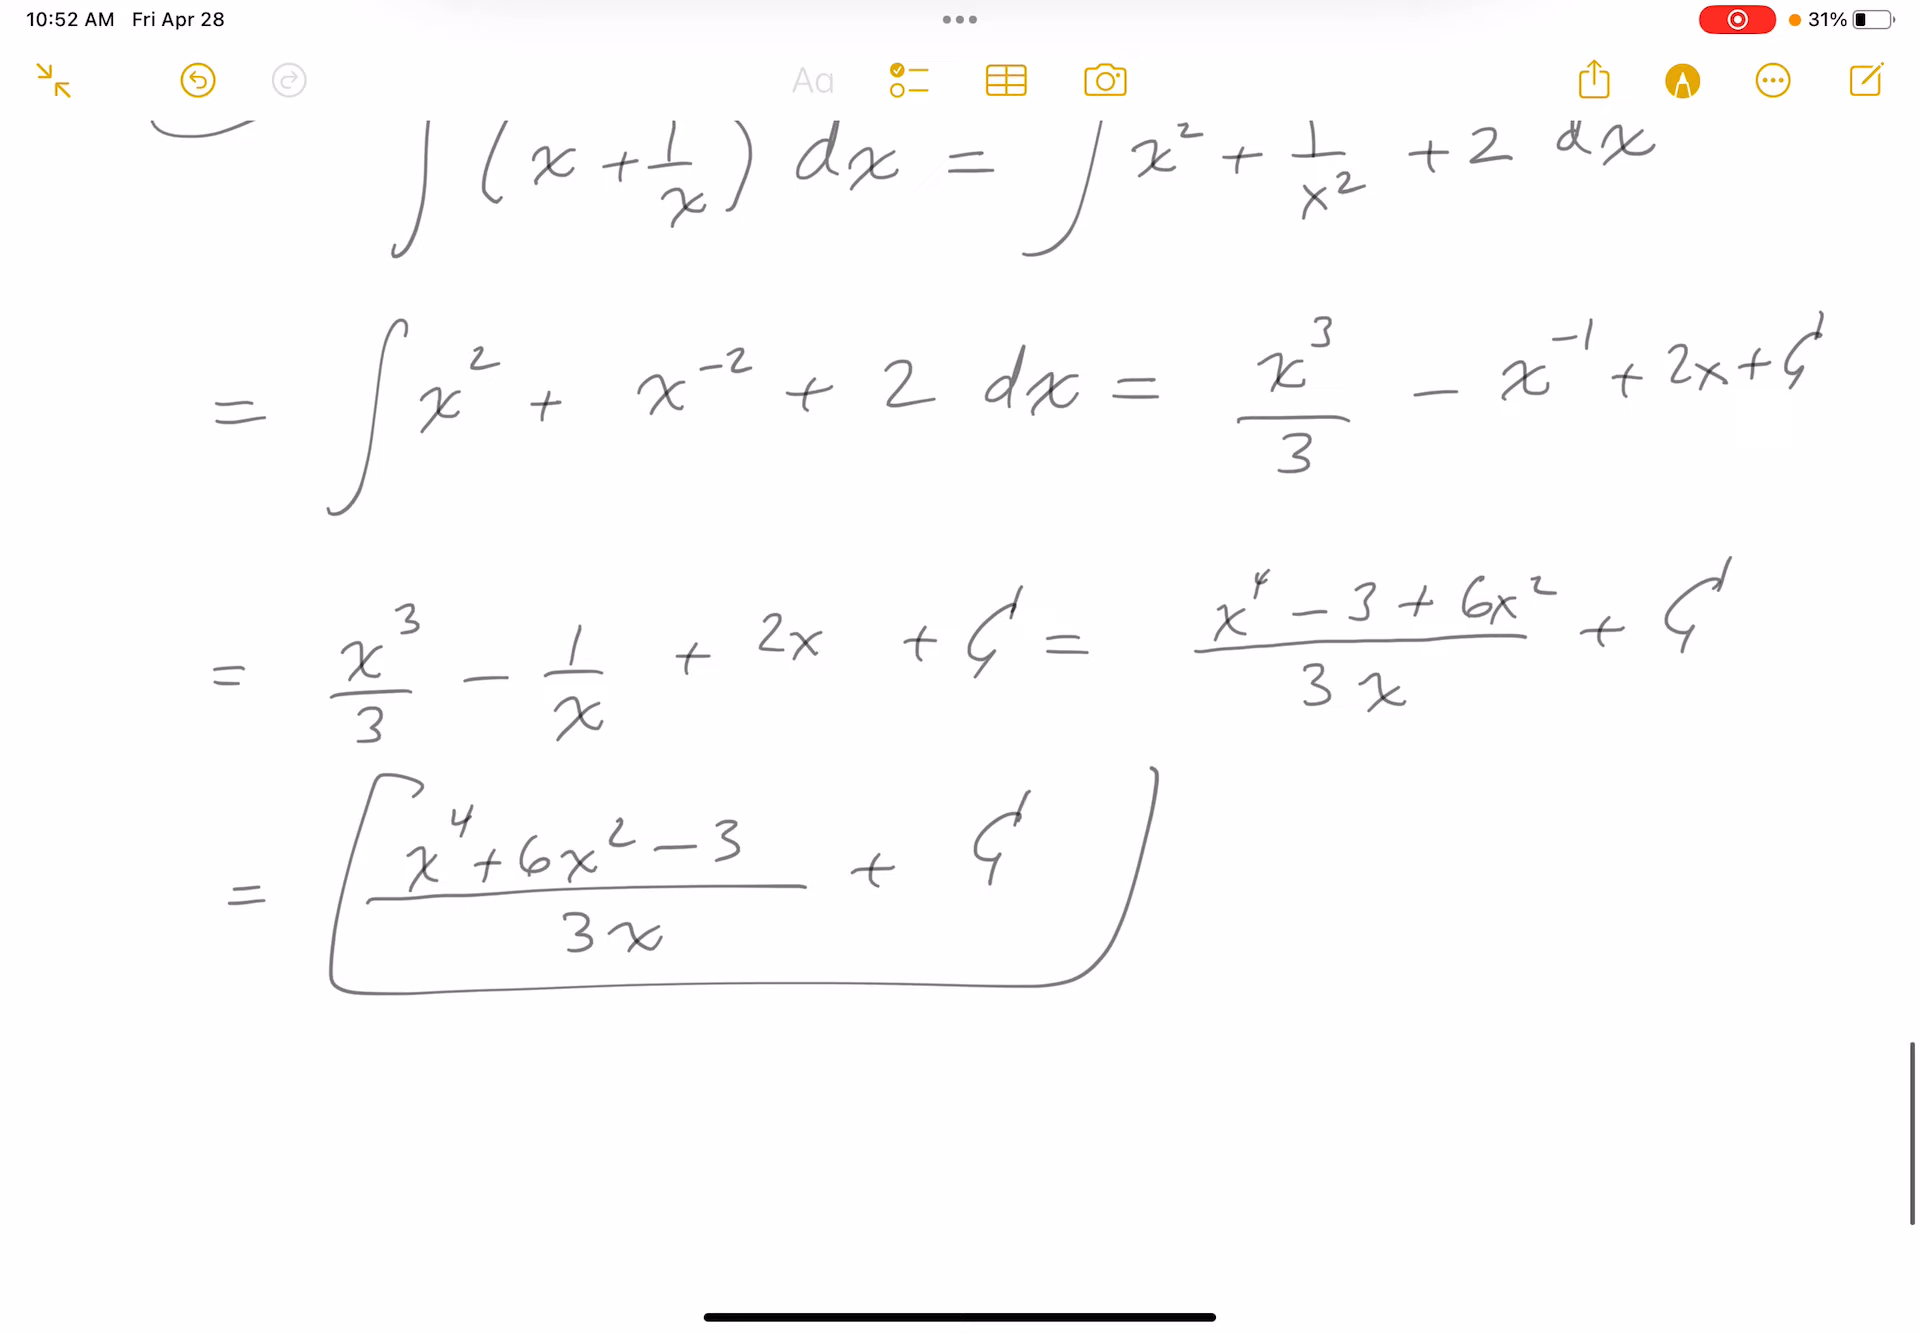 10:52 AM Fri Apr 28 31%
Aa
∫ (x + 1/x) dx = ∫ x² + 1/x² + 2 dx
= ∫ x² + x⁻² + 2 dx = x³/3 − x⁻¹ + 2x + C
= x³/3 − 1/x + 2x + C = (x⁴ − 3 + 6x²)/(3x) + C
= (x⁴ + 6x² − 3)/(3x) + C